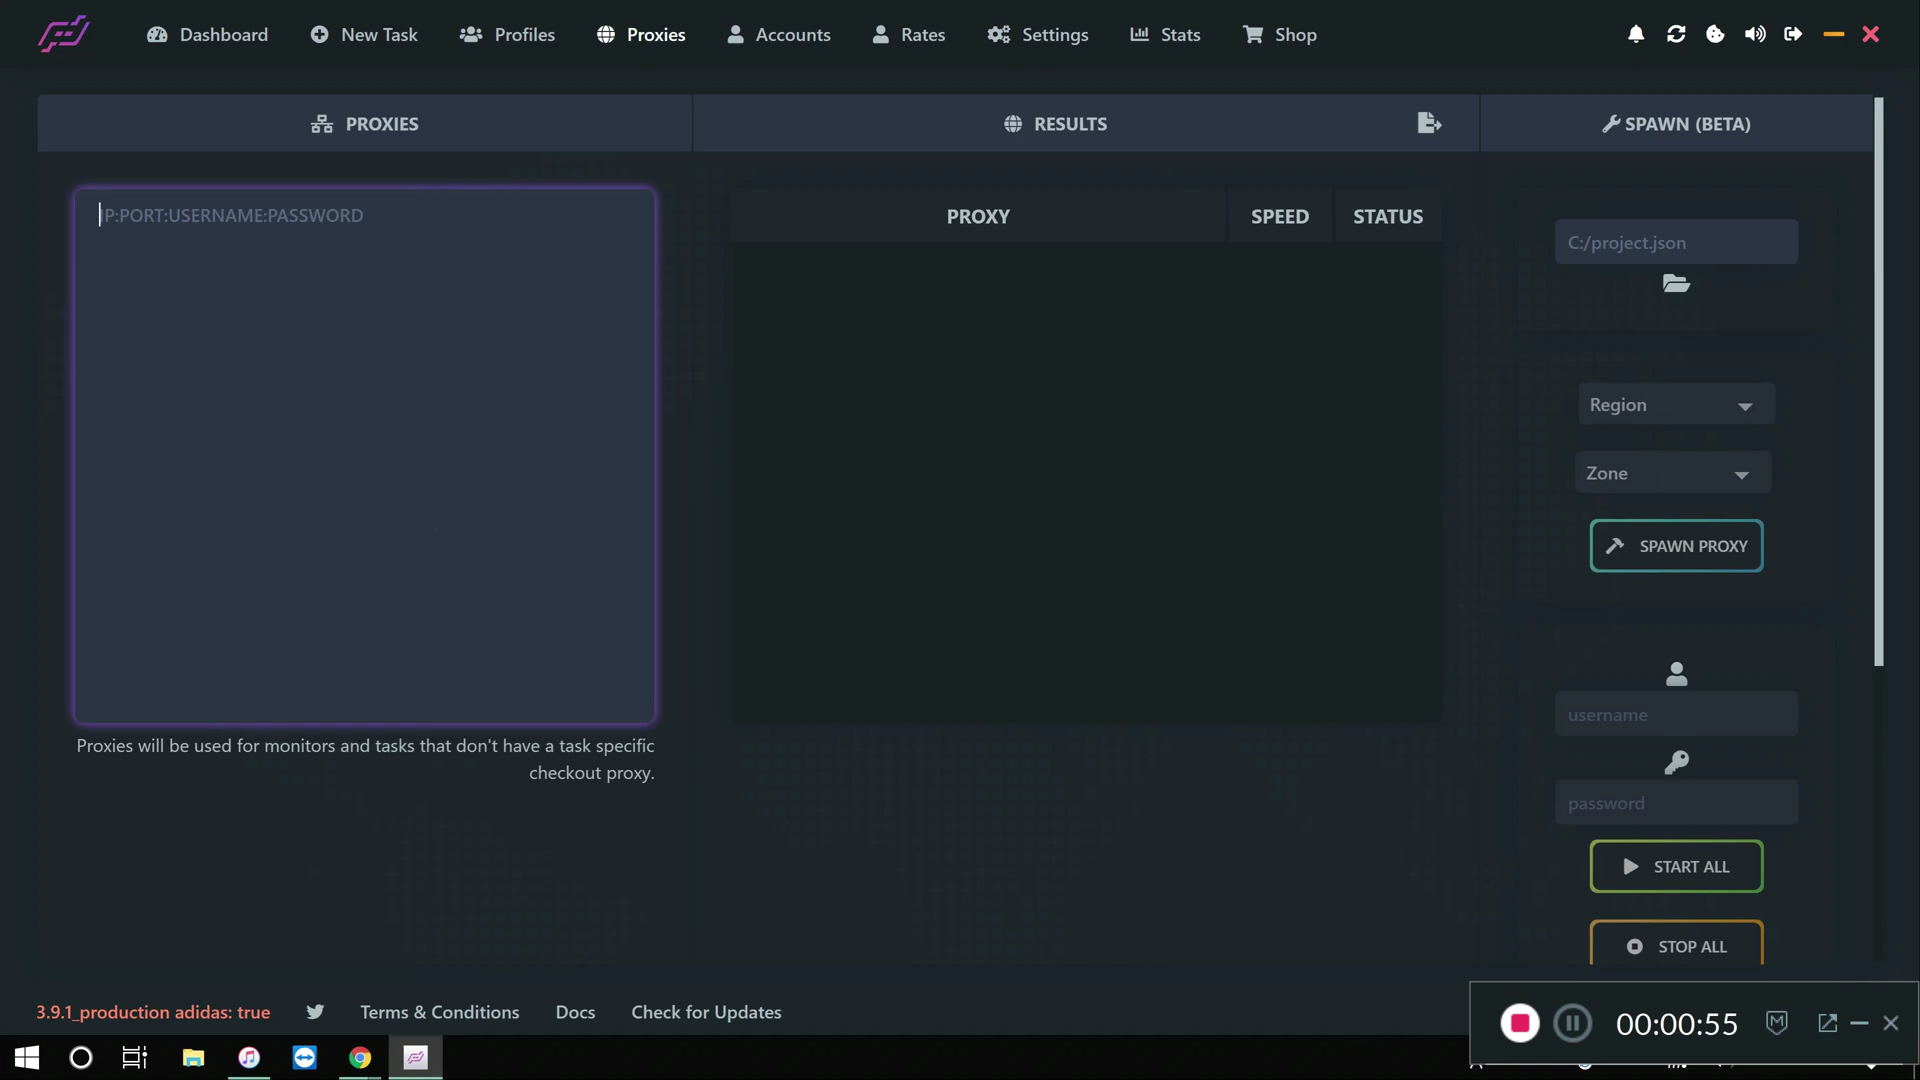 Dashboard
New Task
Profiles
Proxies
Accounts
Rates
Settings
Stats
Shop
PROXIES
RESULTS
SPAWN (BETA)
IP:PORT:USERNAME:PASSWORD
PROXY
SPEED
STATUS
C:/project.json
Region
Zone
SPAWN PROXY
username
password
START ALL
STOP ALL
Proxies will be used for monitors and tasks that don't have a task specific
checkout proxy.
3.9.1_production adidas: true
Terms & Conditions
Docs
Check for Updates
00:00:55